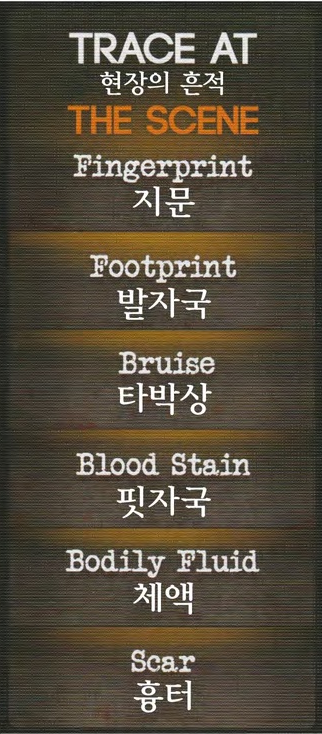 TRACE AT
현장의 흔적
THE SCENE
Fingerprint
지문
Footprint
발자국
Bruise
타박상
Blood Stain
핏자국
Bodily Fluid
체액
Scar
흉터